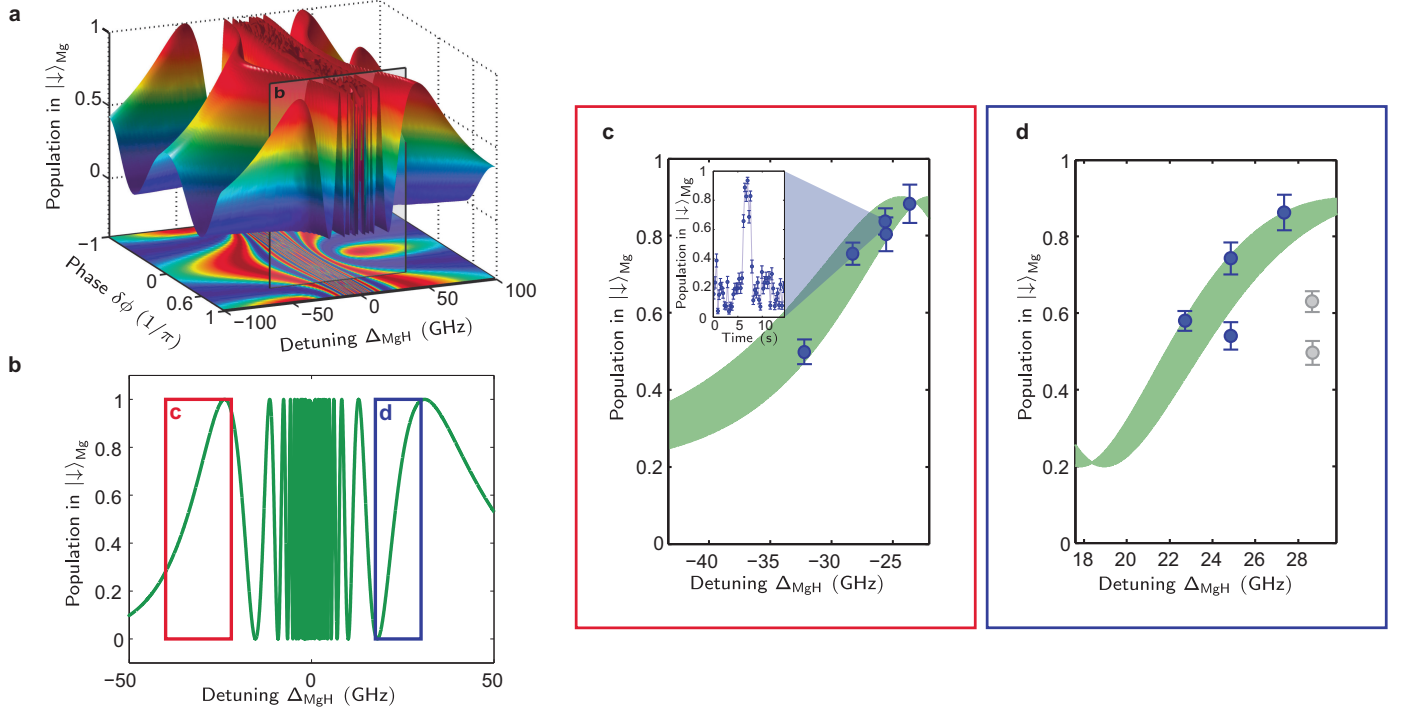 a
Population in |↓⟩Mg
1
0.5
0
b
−1
0
0.6
1
Phase δϕ (1/π)
−100
−50
0
50
100
Detuning ΔMgH (GHz)
b
Population in |↓⟩Mg
1
0.8
0.6
0.4
0.2
0
c
d
−50
0
50
Detuning ΔMgH (GHz)
c
Population in |↓⟩Mg
1
0.8
0.6
0.4
0.2
0
Population in |↓⟩Mg
1
0.8
0.6
0.4
0.2
0
0
5
10
Time (s)
−40
−35
−30
−25
Detuning ΔMgH (GHz)
d
Population in |↓⟩Mg
1
0.8
0.6
0.4
0.2
0
18
20
22
24
26
28
Detuning ΔMgH (GHz)